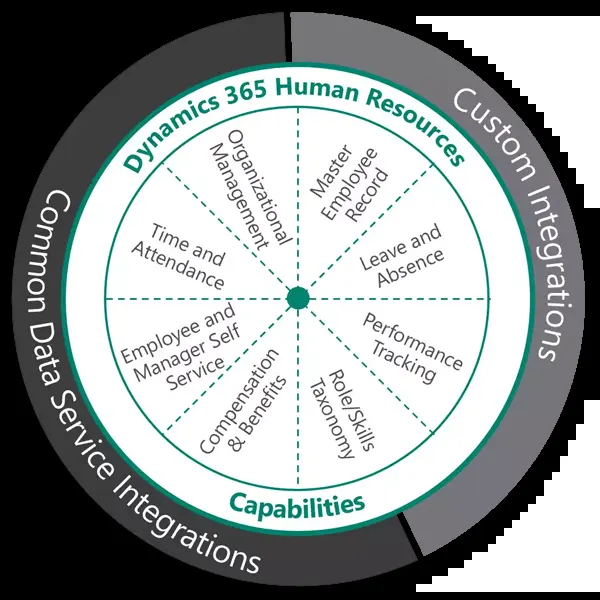 Dynamics 365 Human Resources
Custom Integrations
Common Data Service Integrations
Organizational
Management
Master
Employee
Record
Leave and
Absence
Performance
Tracking
Role/Skills
Taxonomy
Compensation
& Benefits
Employee and
Manager Self
Service
Time and
Attendance
Capabilities